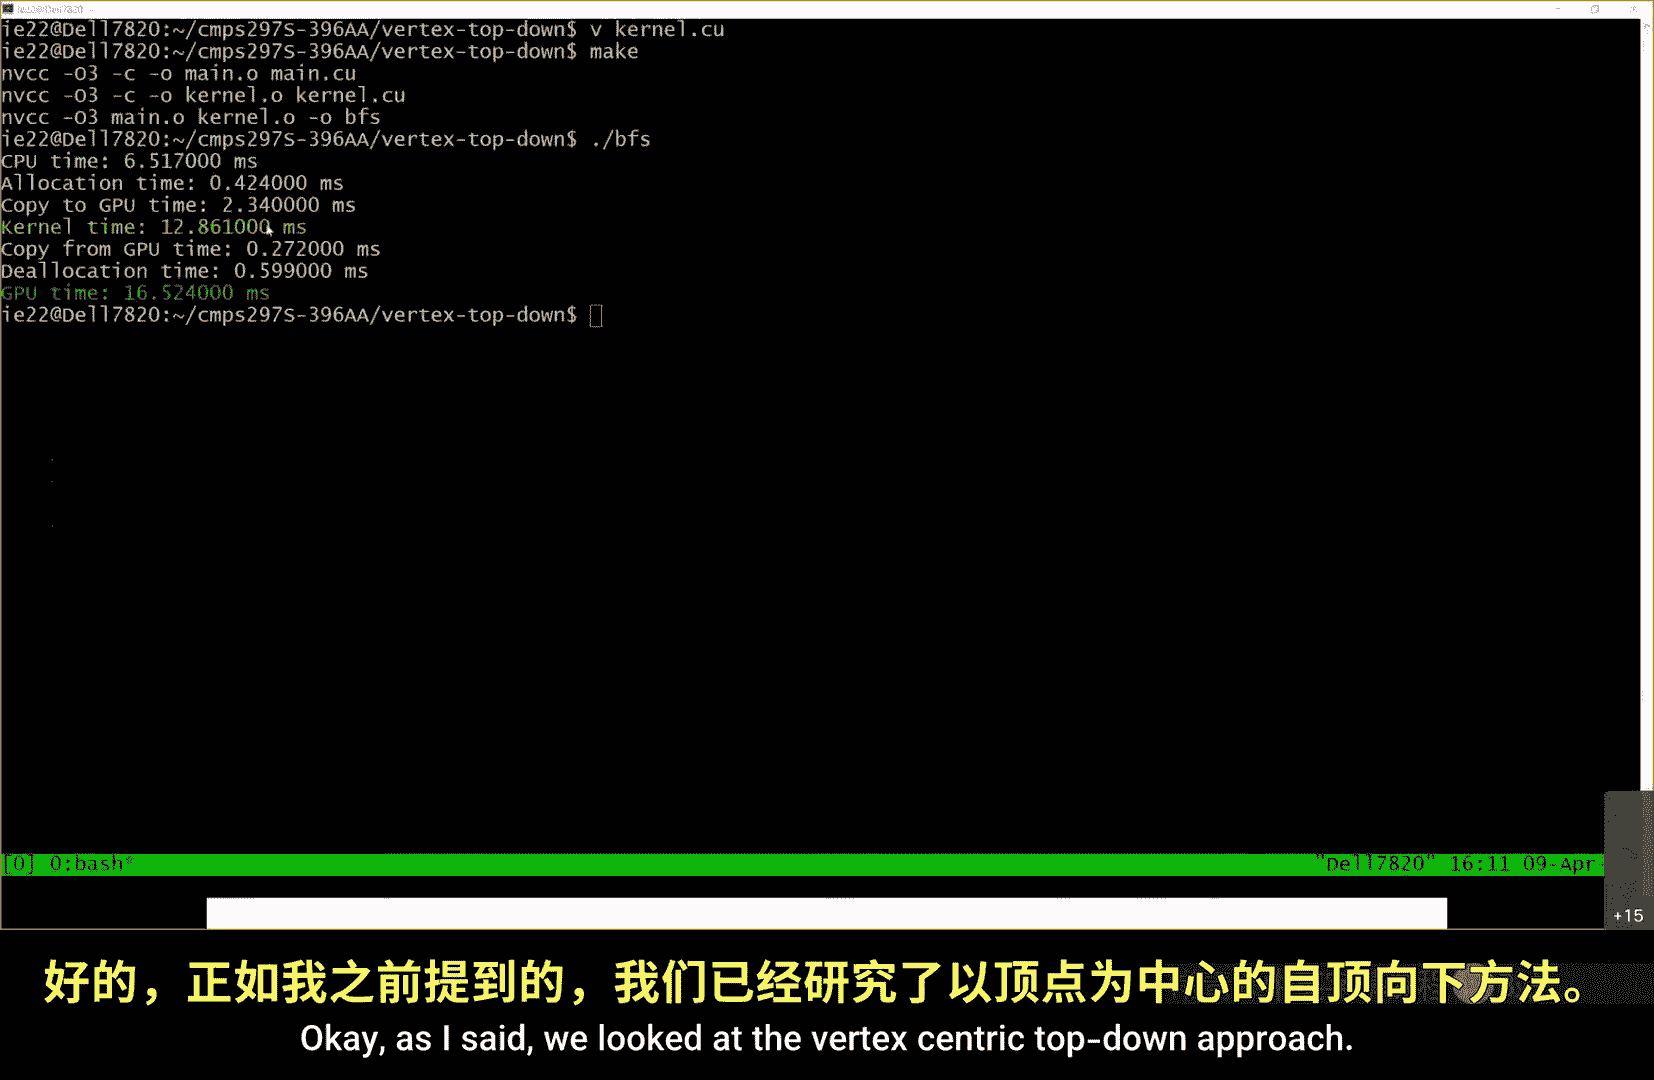 ie22@Dell7820:~/cmps297S-396AA/vertex-top-down$ v kernel.cu
ie22@Dell7820:~/cmps297S-396AA/vertex-top-down$ make
nvcc -O3 -c -o main.o main.cu
nvcc -O3 -c -o kernel.o kernel.cu
nvcc -O3 main.o kernel.o -o bfs
ie22@Dell7820:~/cmps297S-396AA/vertex-top-down$ ./bfs
CPU time: 6.517000 ms
Allocation time: 0.424000 ms
Copy to GPU time: 2.340000 ms
Kernel time: 12.861000 ms
Copy from GPU time: 0.272000 ms
Deallocation time: 0.599000 ms
GPU time: 16.524000 ms
ie22@Dell7820:~/cmps297S-396AA/vertex-top-down$
[0] 0:bash* "Dell7820" 16:11 09-Apr
+15
好的，正如我之前提到的，我们已经研究了以顶点为中心的自顶向下方法。
Okay, as I said, we looked at the vertex centric top-down approach.